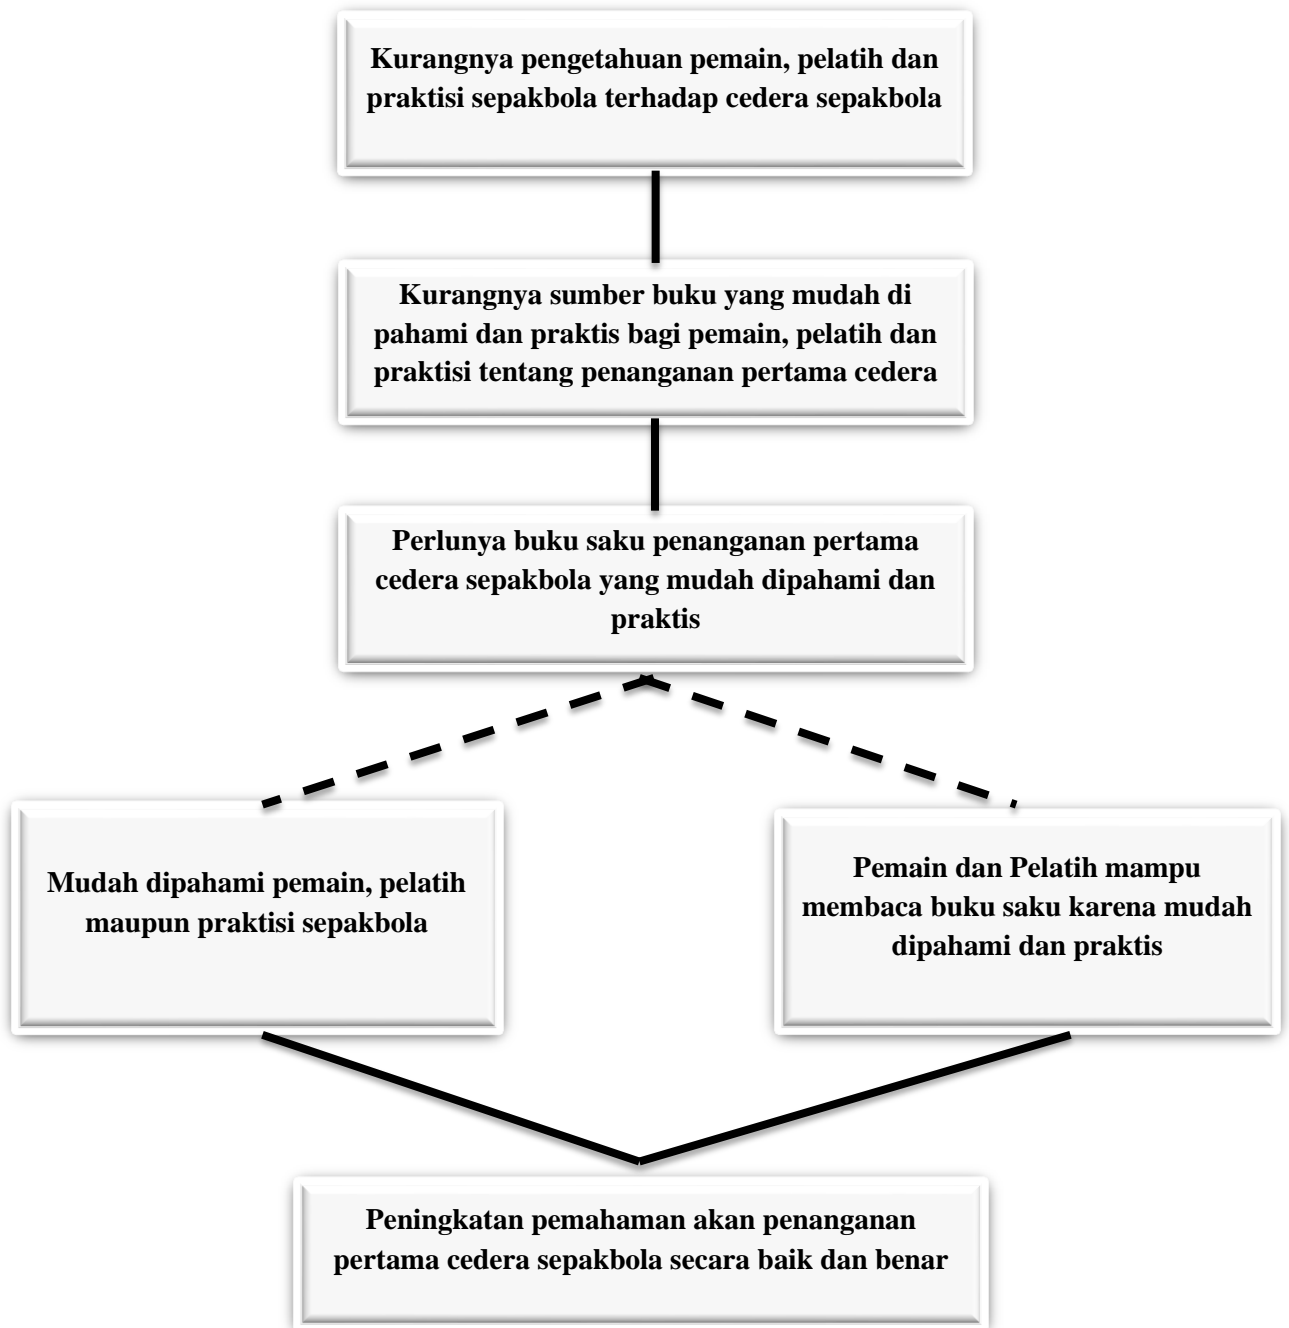 Kurangnya pengetahuan pemain, pelatih dan
praktisi sepakbola terhadap cedera sepakbola
Kurangnya sumber buku yang mudah di
pahami dan praktis bagi pemain, pelatih dan
praktisi tentang penanganan pertama cedera
Perlunya buku saku penanganan pertama
cedera sepakbola yang mudah dipahami dan
praktis
Mudah dipahami pemain, pelatih
maupun praktisi sepakbola
Pemain dan Pelatih mampu
membaca buku saku karena mudah
dipahami dan praktis
Peningkatan pemahaman akan penanganan
pertama cedera sepakbola secara baik dan benar